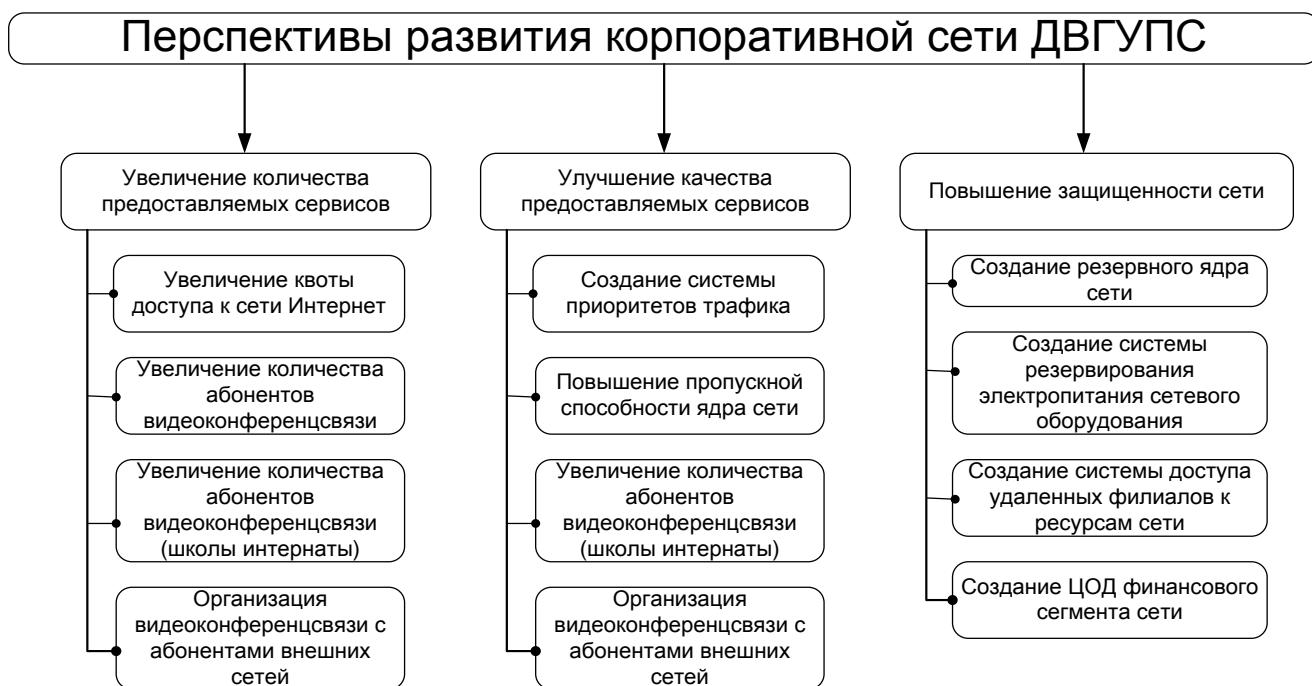 Перспективы развития корпоративной сети ДВГУПС
Увеличение количества
предоставляемых сервисов
Увеличение квоты
доступа к сети Интернет
Увеличение количества
абонентов
видеоконференцсвязи
Увеличение количества
абонентов
видеоконференцсвязи
(школы интернаты)
Организация
видеоконференцсвязи с
абонентами внешних
сетей
Улучшение качества
предоставляемых сервисов
Создание системы
приоритетов трафика
Повышение пропускной
способности ядра сети
Увеличение количества
абонентов
видеоконференцсвязи
(школы интернаты)
Организация
видеоконференцсвязи с
абонентами внешних
сетей
Повышение защищенности сети
Создание резервного ядра
сети
Создание системы
резервирования
электропитания сетевого
оборудования
Создание системы доступа
удаленных филиалов к
ресурсам сети
Создание ЦОД финансового
сегмента сети